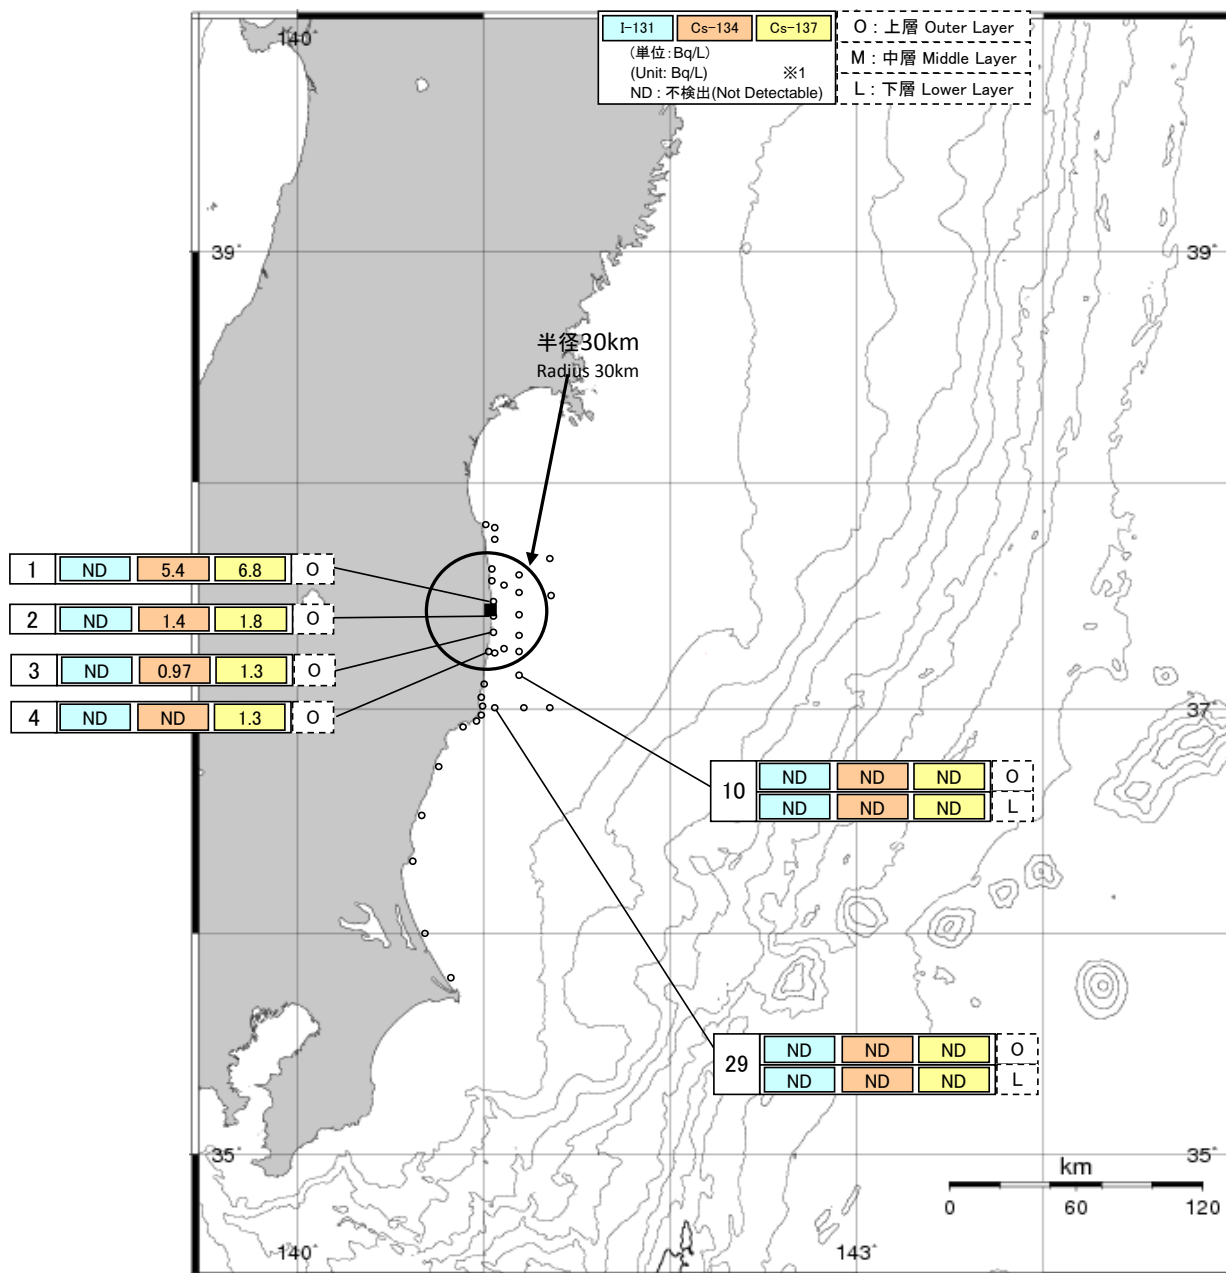 140°
I-131 Cs-134 Cs-137
(単位:Bq/L)
(Unit: Bq/L) ※1
ND : 不検出(Not Detectable)
O : 上層 Outer Layer
M : 中層 Middle Layer
L : 下層 Lower Layer
39° 39°
半径30km
Radius 30km
1 ND 5.4 6.8 O
2 ND 1.4 1.8 O
3 ND 0.97 1.3 O
4 ND ND 1.3 O
37°
10 ND ND ND O
ND ND ND L
29 ND ND ND O
ND ND ND L
35° 35°
km
0 60 120
140° 143°